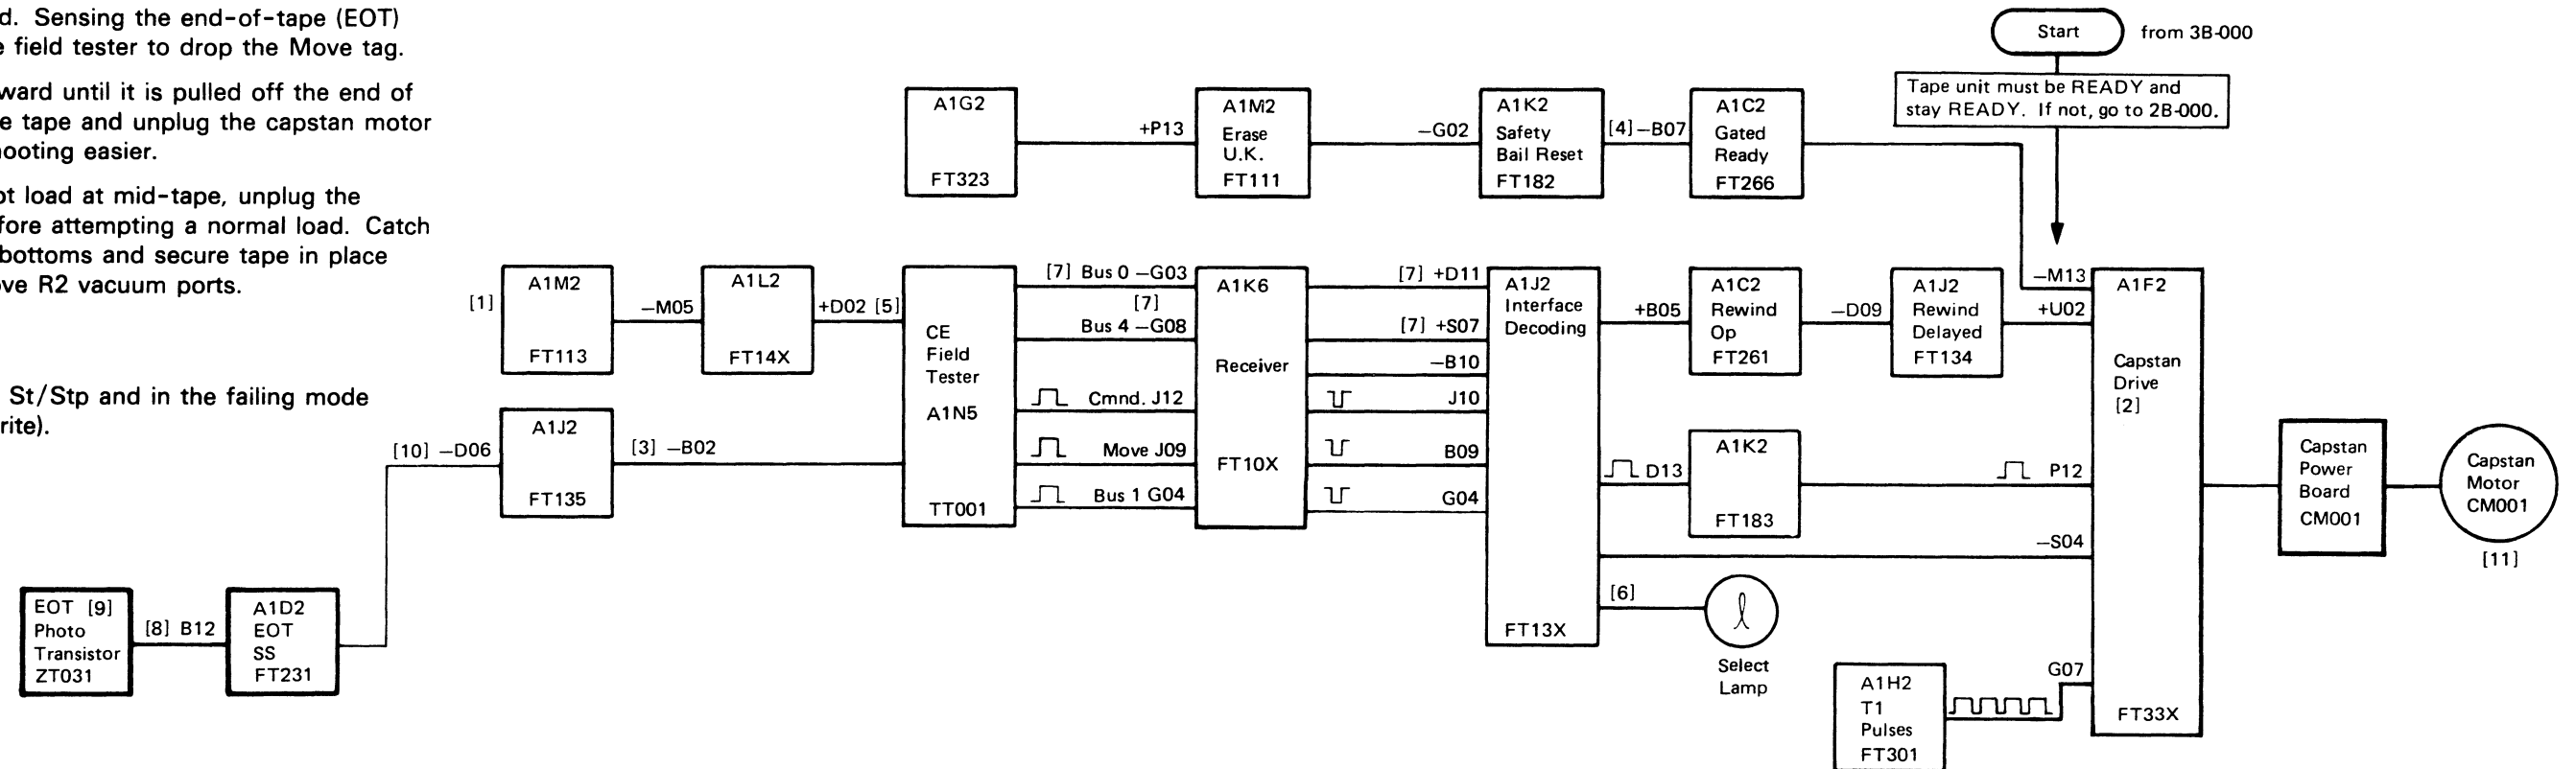 d. Sensing the end-of-tape (EOT)
e field tester to drop the Move tag.
ward until it is pulled off the end of
e tape and unplug the capstan motor
ooting easier.
ot load at mid-tape, unplug the
fore attempting a normal load. Catch
bottoms and secure tape in place
ve R2 vacuum ports.
St/Stp and in the failing mode
rite).
Start
from 3B-000
Tape unit must be READY and
stay READY. If not, go to 2B-000.
A1G2
FT323
+P13
A1M2
Erase
U.K.
FT111
–G02
A1K2
Safety
Bail Reset
FT182
[4]–B07
A1C2
Gated
Ready
FT266
[1]
A1M2
FT113
–M05
A1L2
FT14X
+D02 [5]
CE
Field
Tester
A1N5
TT001
[7] Bus 0 –G03
[7]
Bus 4 –G08
Cmnd. J12
Move J09
Bus 1 G04
A1K6
Receiver
FT10X
[7] +D11
[7] +S07
–B10
J10
B09
G04
A1J2
Interface
Decoding
FT13X
+B05
A1C2
Rewind
Op
FT261
–D09
A1J2
Rewind
Delayed
FT134
–M13
+U02
A1F2
Capstan
Drive
[2]
FT33X
[10] –D06
A1J2
FT135
[3] –B02
D13
A1K2
FT183
P12
–S04
[6]
Select
Lamp
Capstan
Power
Board
CM001
Capstan
Motor
CM001
[11]
EOT [9]
Photo
Transistor
ZT031
[8] B12
A1D2
EOT
SS
FT231
A1H2
T1
Pulses
FT301
G07